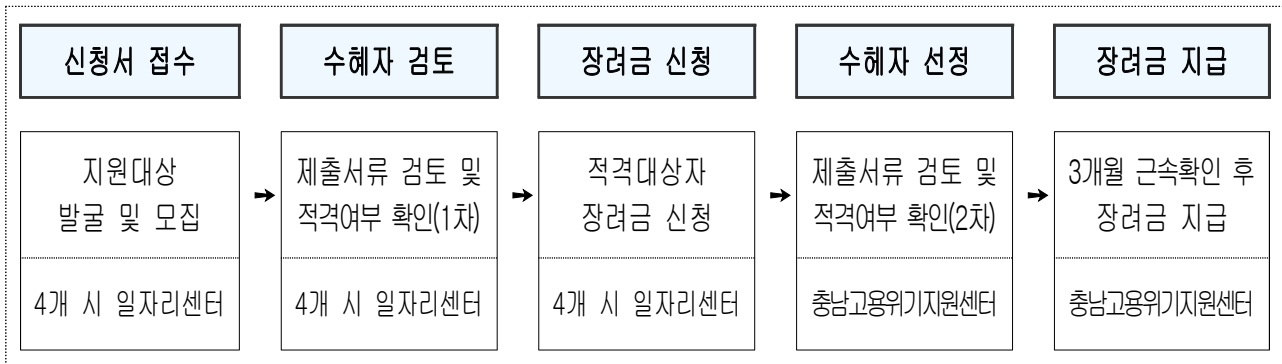 신청서 접수
수혜자 검토
장려금 신청
수혜자 선정
장려금 지급
지원대상
발굴 및 모집
4개 시 일자리센터
➡
제출서류 검토 및
적격여부 확인(1차)
4개 시 일자리센터
➡
적격대상자
장려금 신청
4개 시 일자리센터
➡
제출서류 검토 및
적격여부 확인(2차)
충남고용위기지원센터
➡
3개월 근속확인 후
장려금 지급
충남고용위기지원센터